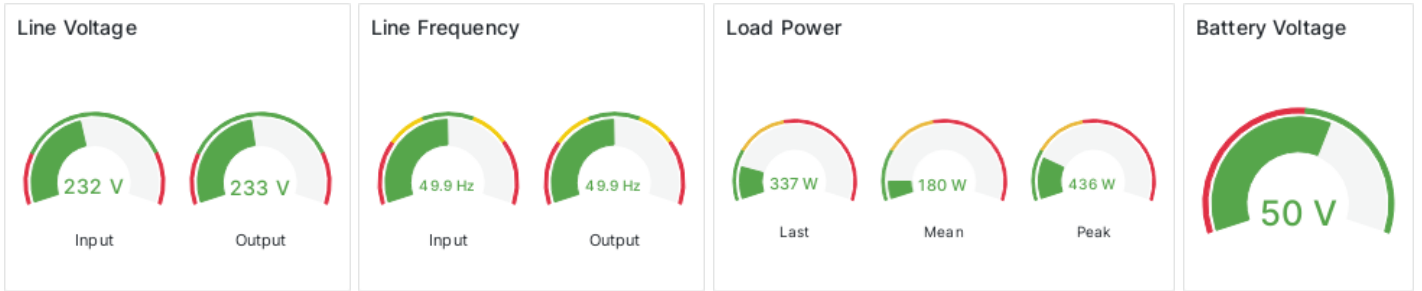 Line Voltage
232 V
233 V
Input
Output
Line Frequency
49.9 Hz
49.9 Hz
Input
Output
Load Power
337 W
180 W
436 W
Last
Mean
Peak
Battery Voltage
50 V